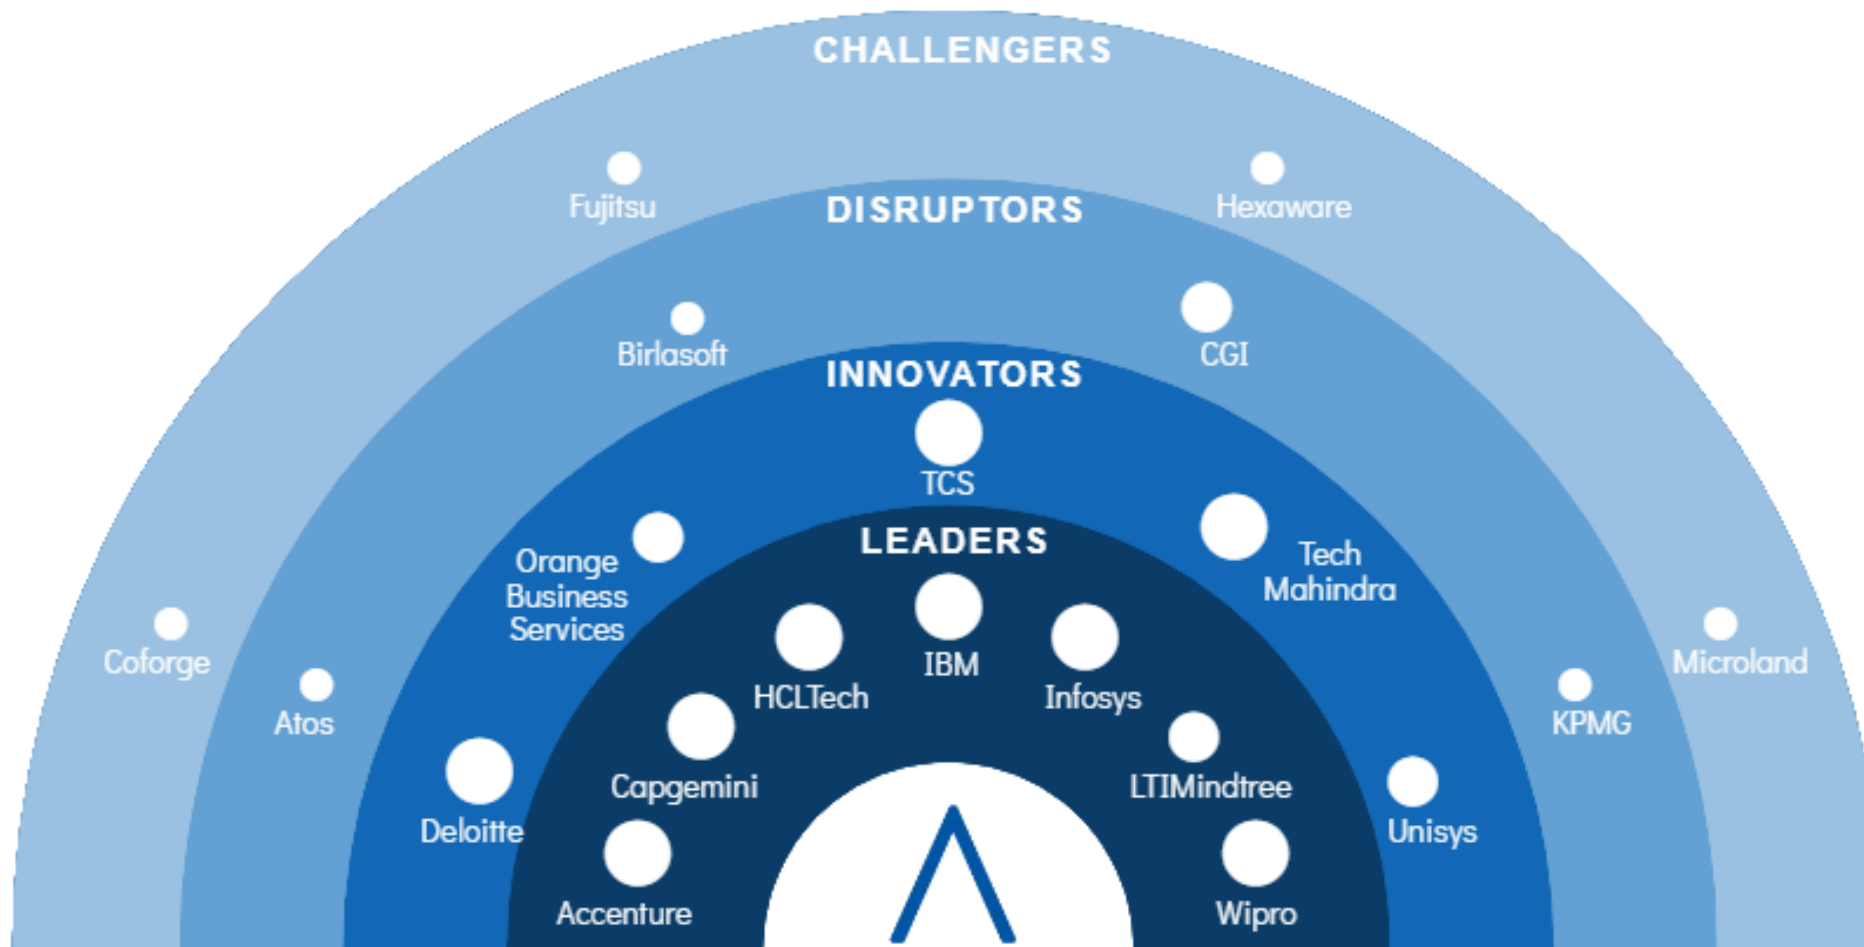 CHALLENGERS
Fujitsu
Hexaware
DISRUPTORS
Birlasoft
CGI
INNOVATORS
TCS
Orange
Business
Services
Tech
Mahindra
LEADERS
IBM
HCLTech
Infosys
Coforge
Microland
Atos
KPMG
Capgemini
LTIMindtree
Deloitte
Unisys
Accenture
Wipro